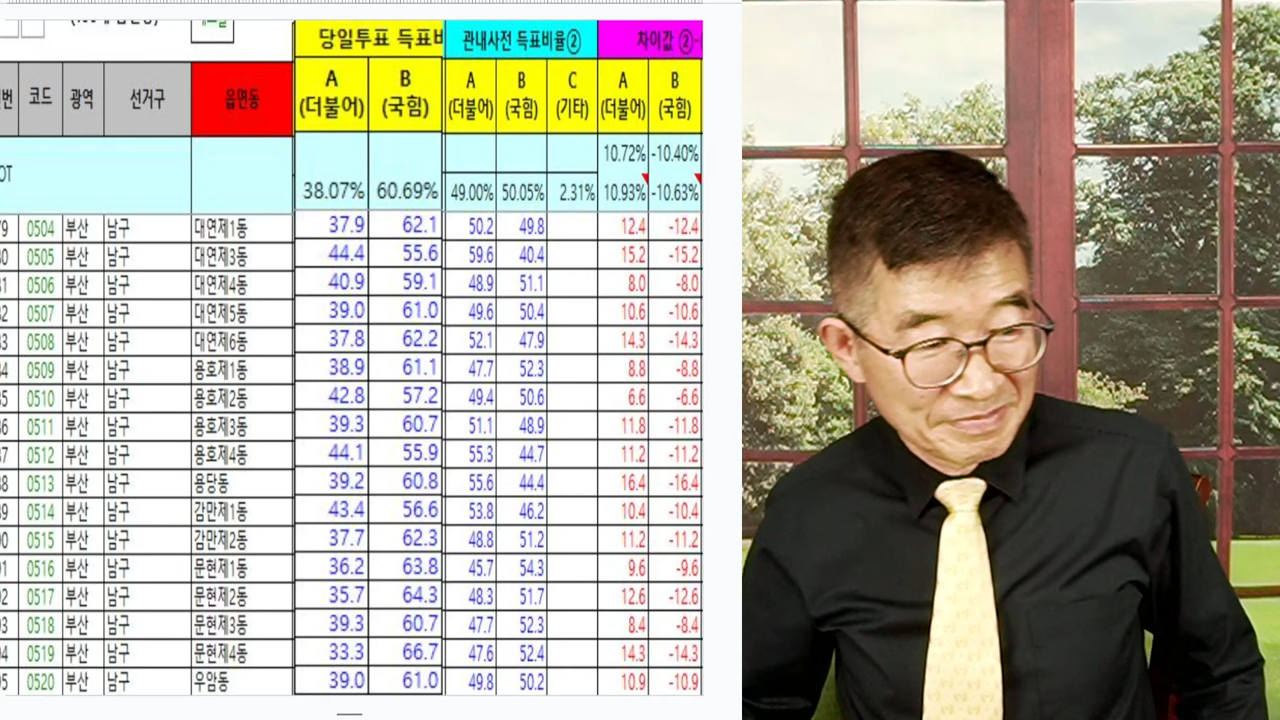 당일투표 득표비 관내사전 득표비율② 차이값 ②-
번 코드 광역 선거구 읍면동 A (더불어) B (국힘) A (더불어) B (국힘) C (기타) A (더불어) B (국힘)
10.72% -10.40%
OT 38.07% 60.69% 49.00% 50.05% 2.31% 10.93% -10.63%
79 0504 부산 남구 대연제1동 37.9 62.1 50.2 49.8 12.4 -12.4
80 0505 부산 남구 대연제3동 44.4 55.6 59.6 40.4 15.2 -15.2
81 0506 부산 남구 대연제4동 40.9 59.1 48.9 51.1 8.0 -8.0
82 0507 부산 남구 대연제5동 39.0 61.0 49.6 50.4 10.6 -10.6
83 0508 부산 남구 대연제6동 37.8 62.2 52.1 47.9 14.3 -14.3
84 0509 부산 남구 용호제1동 38.9 61.1 47.7 52.3 8.8 -8.8
85 0510 부산 남구 용호제2동 42.8 57.2 49.4 50.6 6.6 -6.6
86 0511 부산 남구 용호제3동 39.3 60.7 51.1 48.9 11.8 -11.8
87 0512 부산 남구 용호제4동 44.1 55.9 55.3 44.7 11.2 -11.2
88 0513 부산 남구 용당동 39.2 60.8 55.6 44.4 16.4 -16.4
89 0514 부산 남구 감만제1동 43.4 56.6 53.8 46.2 10.4 -10.4
90 0515 부산 남구 감만제2동 37.7 62.3 48.8 51.2 11.2 -11.2
91 0516 부산 남구 문현제1동 36.2 63.8 45.7 54.3 9.6 -9.6
92 0517 부산 남구 문현제2동 35.7 64.3 48.3 51.7 12.6 -12.6
93 0518 부산 남구 문현제3동 39.3 60.7 47.7 52.3 8.4 -8.4
94 0519 부산 남구 문현제4동 33.3 66.7 47.6 52.4 14.3 -14.3
95 0520 부산 남구 우암동 39.0 61.0 49.8 50.2 10.9 -10.9